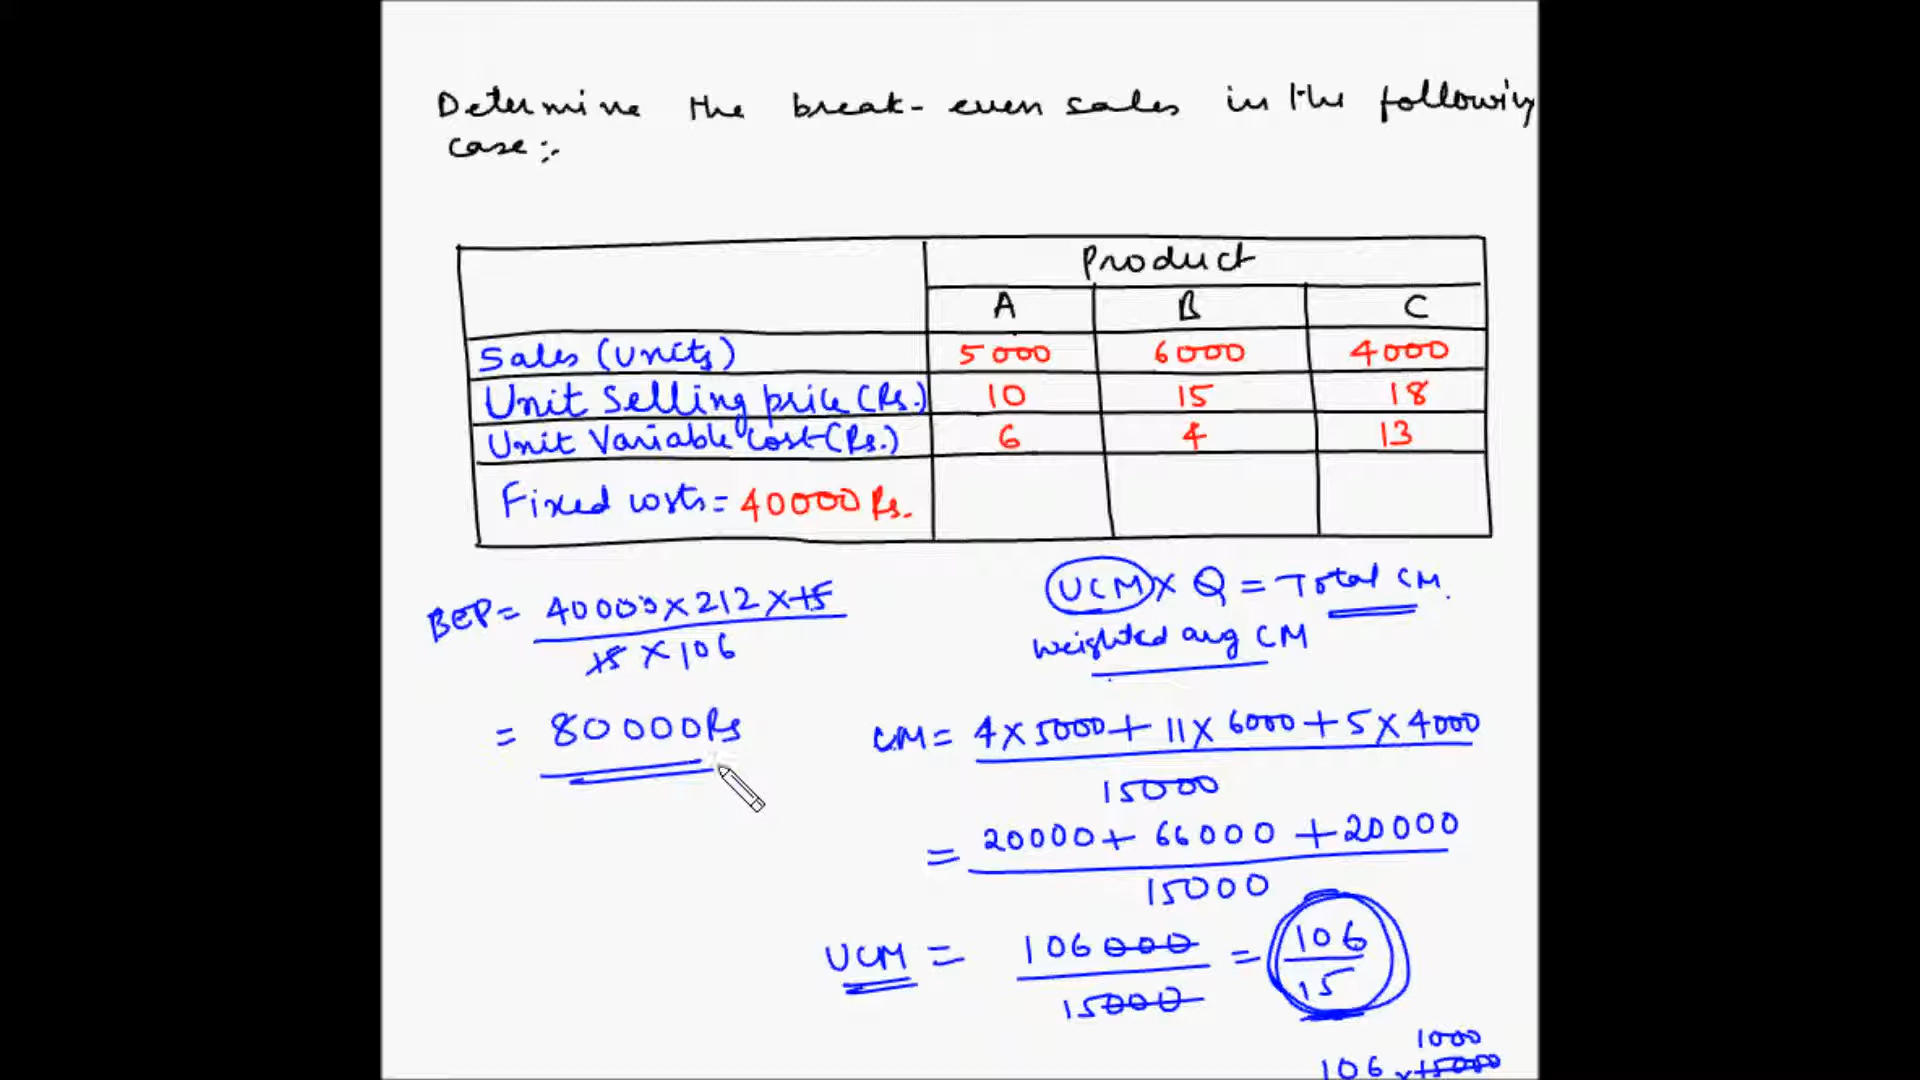 Determine the break-even sales in the following
case:-
Product
A B C
Sales (Units) 5000 6000 4000
Unit Selling price (Rs.) 10 15 18
Unit Variable Cost (Rs.) 6 4 13
Fixed costs = 40000 Rs.
BEP = 40000 x 212 x 15
15 x 106
= 80000 Rs
UCM x Q = Total CM.
Weighted avg CM
CM = 4 x 5000 + 11 x 6000 + 5 x 4000
15000
= 20000 + 66000 + 20000
15000
UCM = 106000 = 106
15000 15
1000
106 x 15000